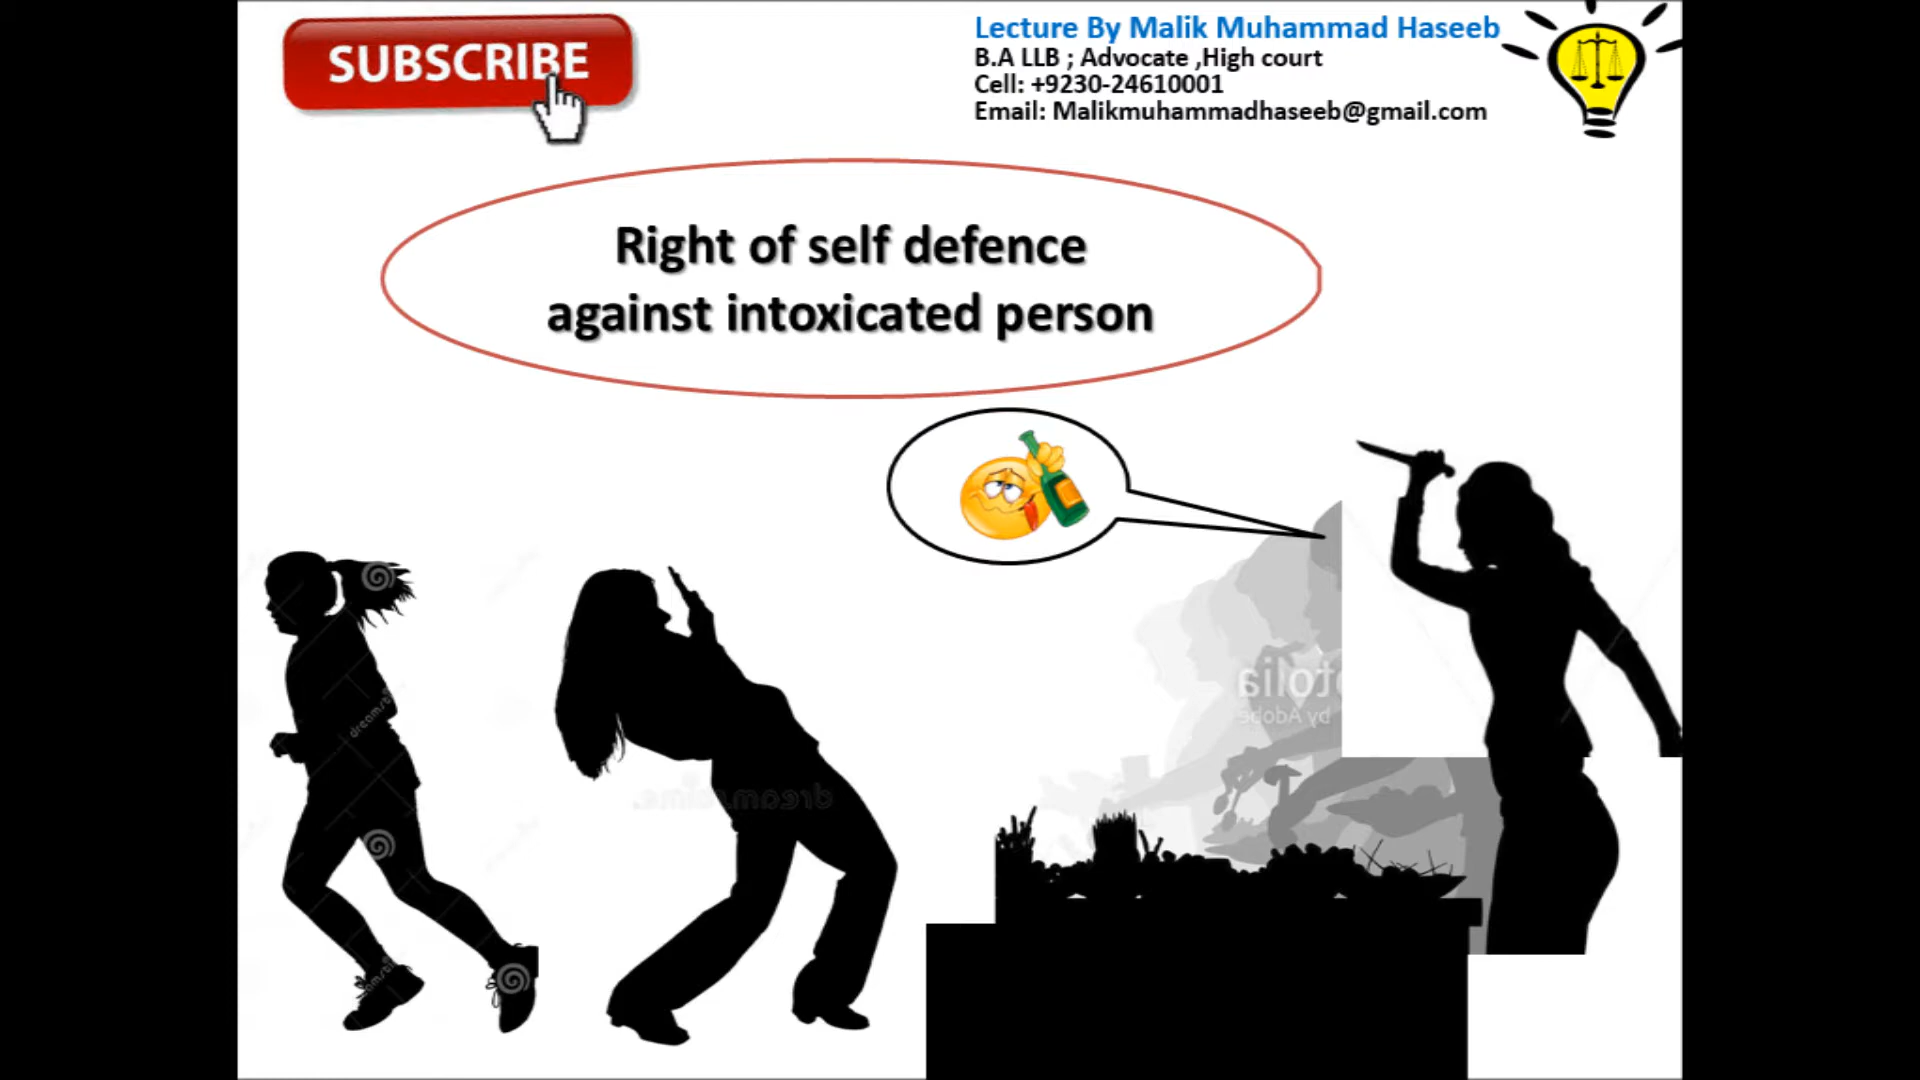 SUBSCRIBE
Lecture By Malik Muhammad Haseeb
B.A LLB ; Advocate ,High court
Cell: +9230-24610001
Email: Malikmuhammadhaseeb@gmail.com
Right of self defence
against intoxicated person